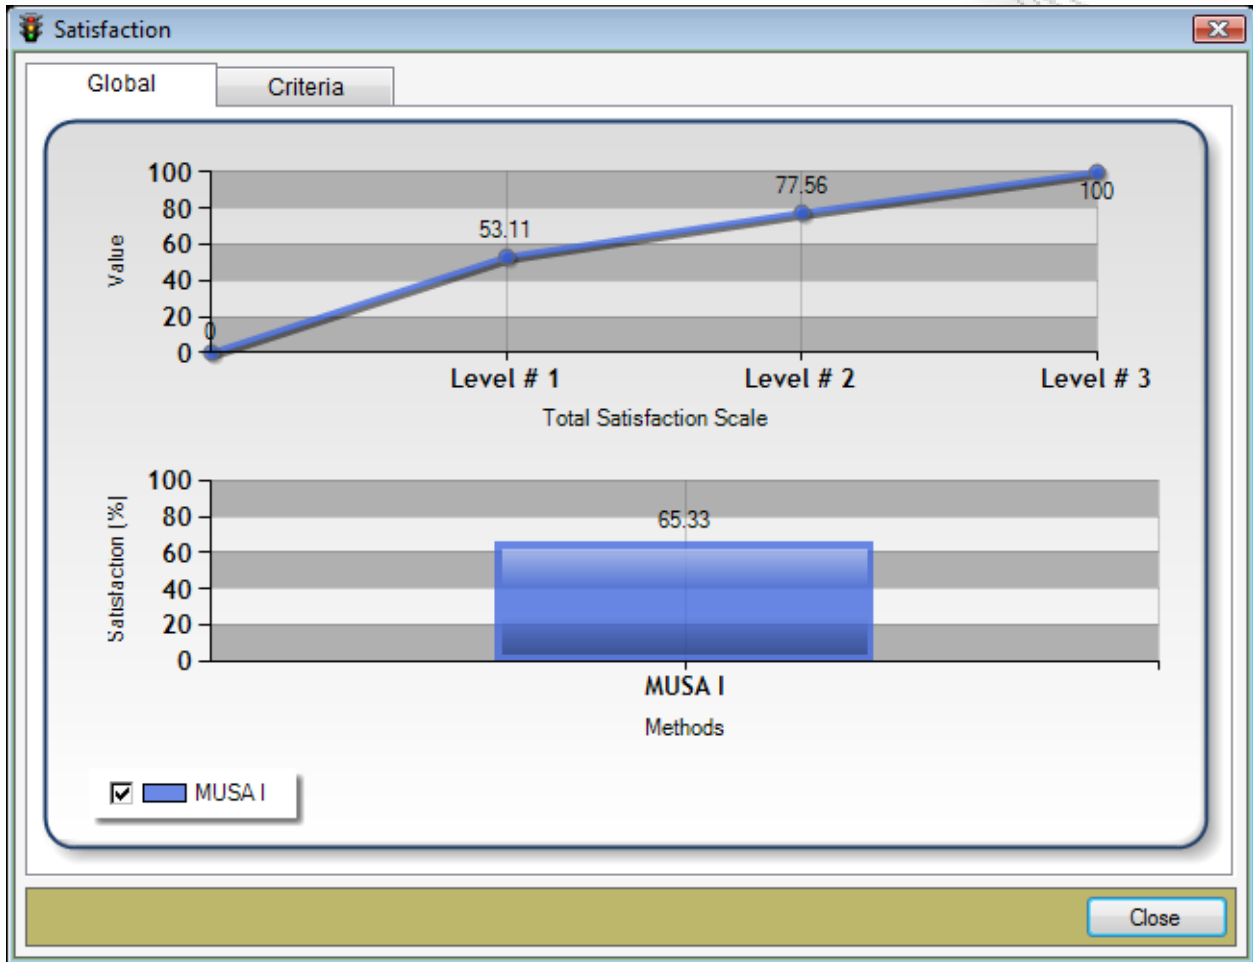 Satisfaction
Global
Criteria
100
80
60
40
20
0
Value
0
53.11
77.56
100
Level # 1
Level # 2
Level # 3
Total Satisfaction Scale
100
80
60
40
20
0
Satisfaction (%)
65.33
MUSA I
Methods
MUSA I
Close